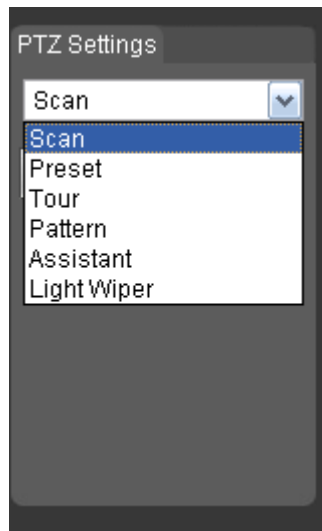 PTZ Settings
Scan
Scan
Preset
Tour
Pattern
Assistant
Light Wiper